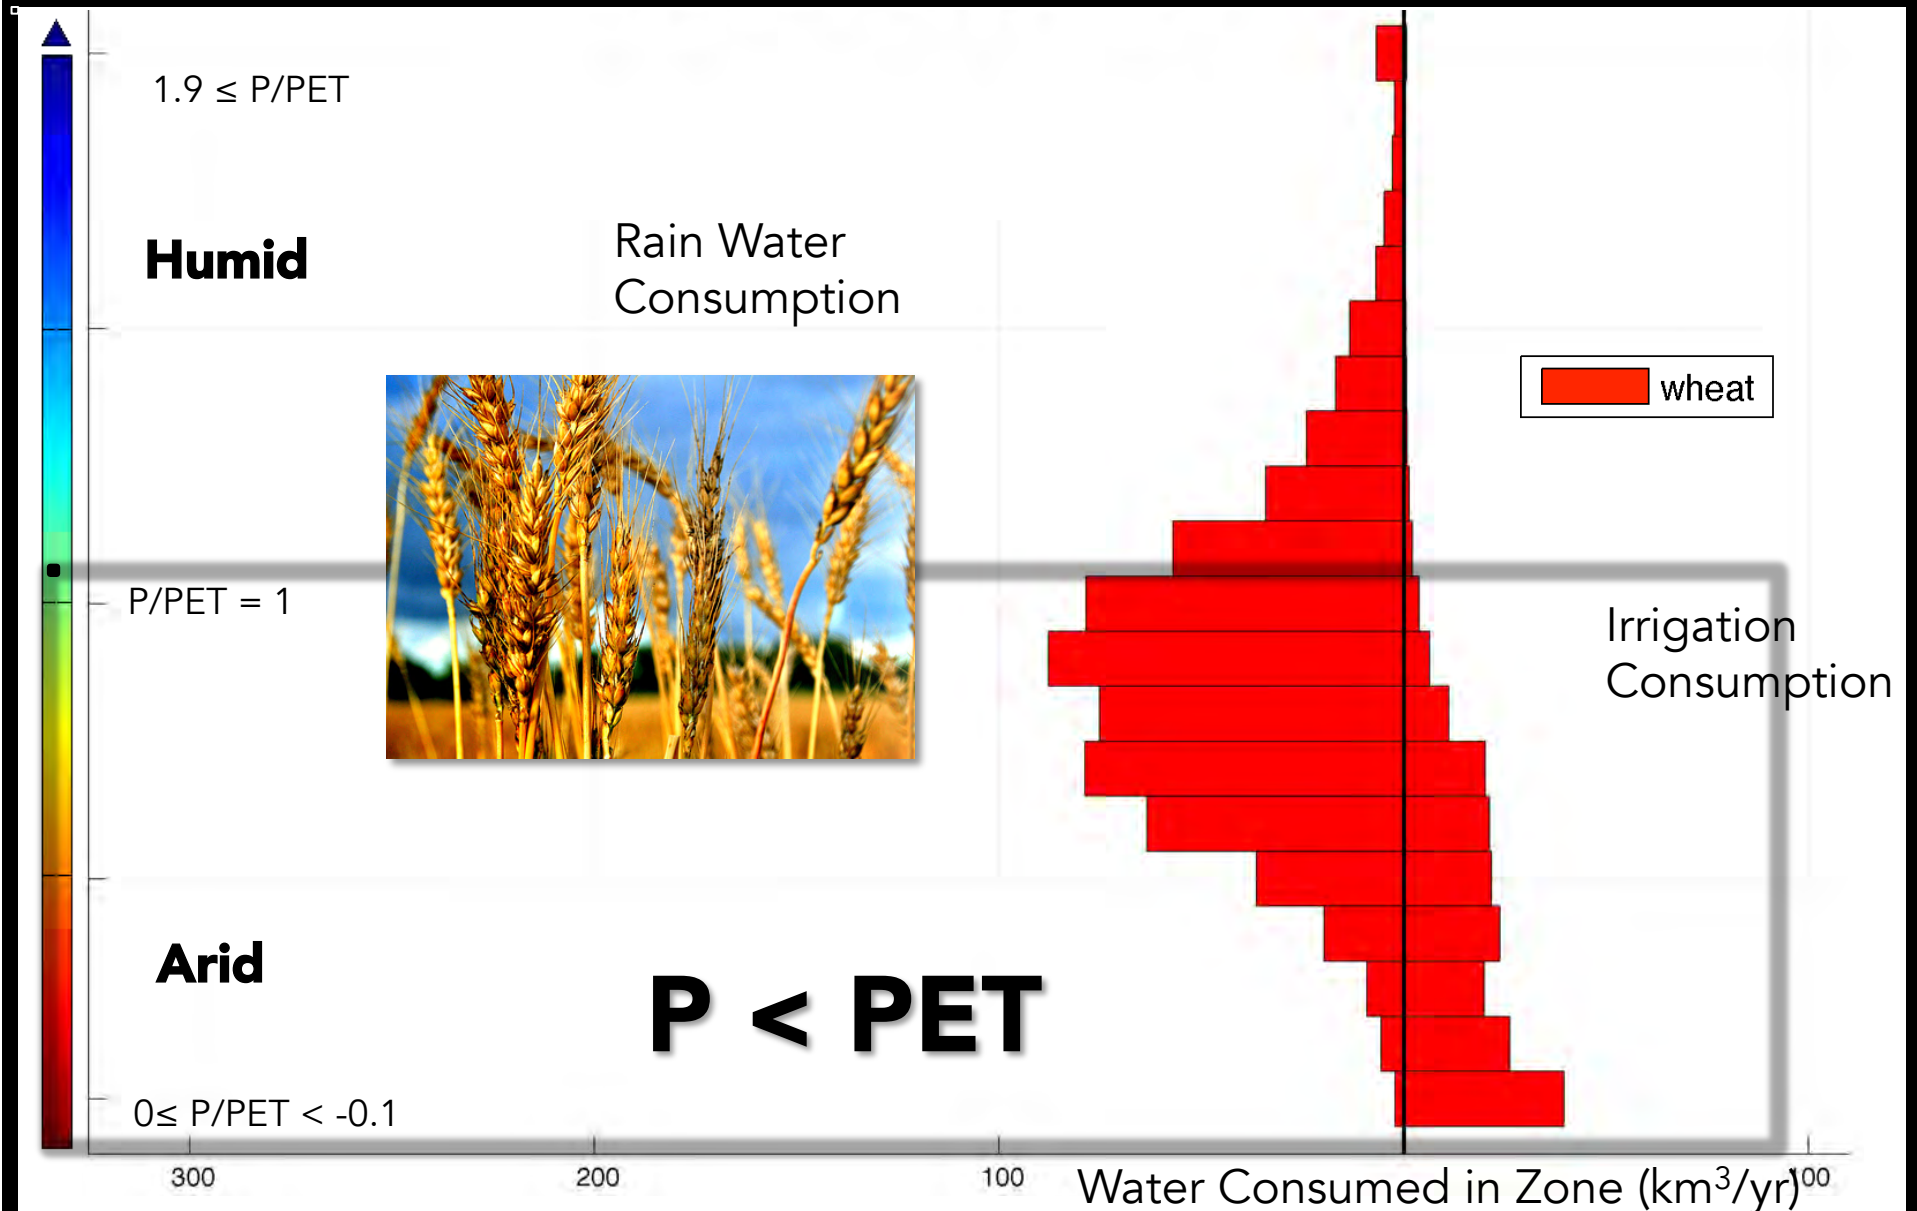 1.9 ≤ P/PET
Humid
Rain Water
Consumption
wheat
P/PET = 1
Irrigation
Consumption
Arid
P < PET
0≤ P/PET < -0.1
300
200
100
Water Consumed in Zone (km³/yr)
100